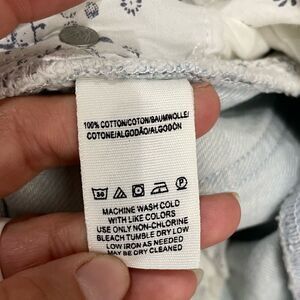 100% COTTON/COTON/BAUMWOLLE/
COTONE/ALGODÃO/ALGODÓN
30 P
MACHINE WASH COLD
WITH LIKE COLORS
USE ONLY NON-CHLORINE
BLEACH TUMBLE DRY LOW
LOW IRON AS NEEDED
MAY BE DRY CLEANED